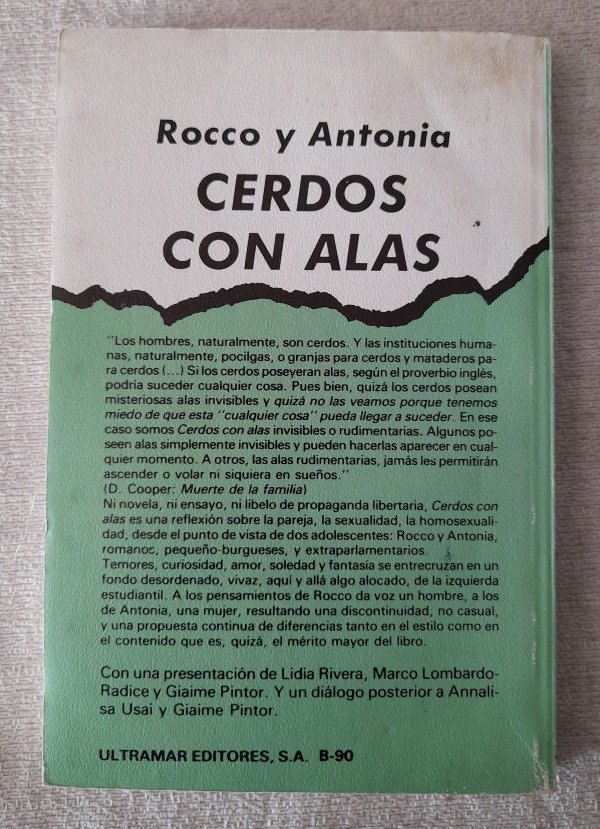 Rocco y Antonia
CERDOS
CON ALAS
"Los hombres, naturalmente, son cerdos. Y las instituciones huma-
nas, naturalmente, pocilgas, o granjas para cerdos y mataderos pa-
ra cerdos (...) Si los cerdos poseyeran alas, según el proverbio inglés,
podría suceder cualquier cosa. Pues bien, quizá los cerdos posean
misteriosas alas invisibles y quizá no las veamos porque tenemos
miedo de que esta "cualquier cosa" pueda llegar a suceder. En ese
caso somos Cerdos con alas invisibles o rudimentarias. Algunos po-
seen alas simplemente invisibles y pueden hacerlas aparecer en cual-
quier momento. A otros, las alas rudimentarias, jamás les permitirán
ascender o volar ni siquiera en sueños."
(D. Cooper: Muerte de la familia)
Ni novela, ni ensayo, ni libelo de propaganda libertaria, Cerdos con
alas es una reflexión sobre la pareja, la sexualidad, la homosexuali-
dad, desde el punto de vista de dos adolescentes: Rocco y Antonia,
romanos, pequeño-burgueses, y extraparlamentarios.
Temores, curiosidad, amor, soledad y fantasía se entrecruzan en un
fondo desordenado, vivaz, aquí y allá algo alocado, de la izquierda
estudiantil. A los pensamientos de Rocco da voz un hombre, a los
de Antonia, una mujer, resultando una discontinuidad, no casual,
y una propuesta continua de diferencias tanto en el estilo como en
el contenido que es, quizá, el mérito mayor del libro.
Con una presentación de Lidia Rivera, Marco Lombardo-
Radice y Giaime Pintor. Y un diálogo posterior a Annali-
sa Usai y Giaime Pintor.
ULTRAMAR EDITORES, S.A. B-90